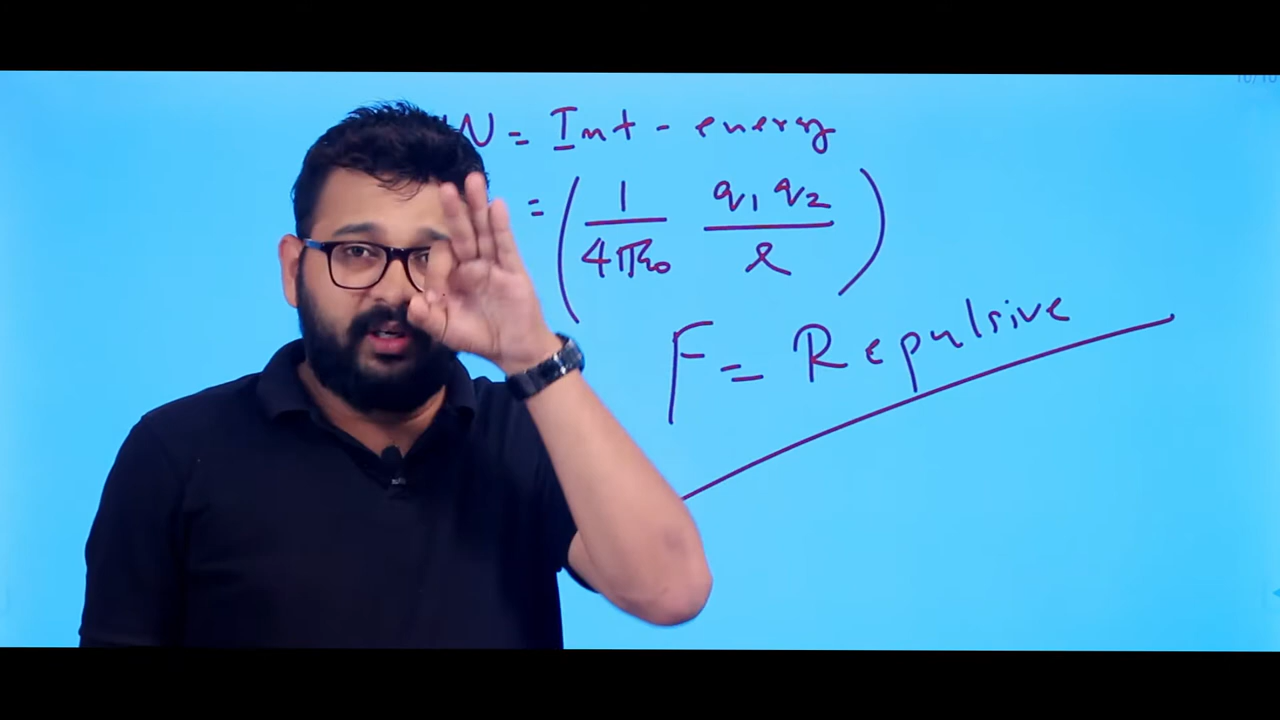 W = Int - energy
= ( 1/4πε₀ q₁q₂/r )
F = Repulsive